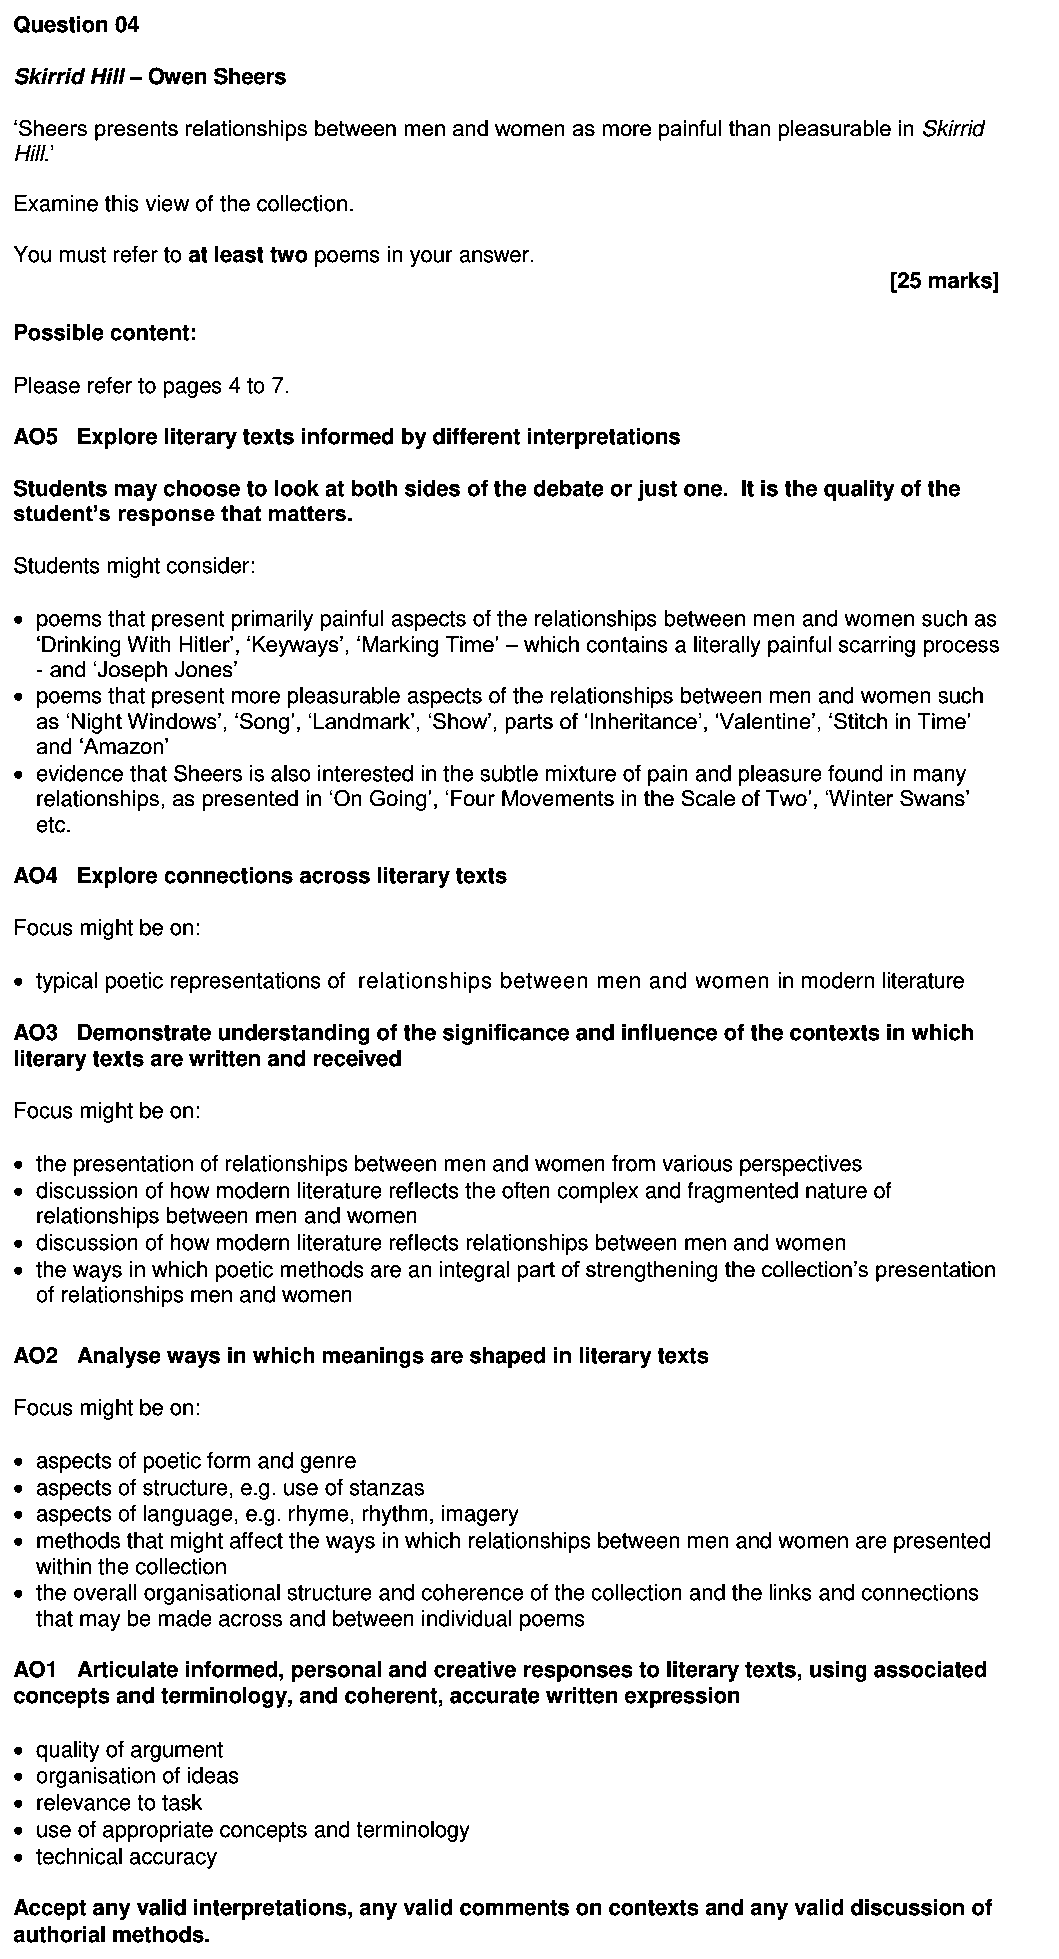 Question 04
Skirrid Hill – Owen Sheers
‘Sheers presents relationships between men and women as more painful than pleasurable in Skirrid
Hill.’
Examine this view of the collection.
You must refer to at least two poems in your answer.
[25 marks]
Possible content:
Please refer to pages 4 to 7.
AO5 Explore literary texts informed by different interpretations
Students may choose to look at both sides of the debate or just one. It is the quality of the
student’s response that matters.
Students might consider:
• poems that present primarily painful aspects of the relationships between men and women such as
‘Drinking With Hitler’, ‘Keyways’, ‘Marking Time’ – which contains a literally painful scarring process
- and ‘Joseph Jones’
• poems that present more pleasurable aspects of the relationships between men and women such
as ‘Night Windows’, ‘Song’, ‘Landmark’, ‘Show’, parts of ‘Inheritance’, ‘Valentine’, ‘Stitch in Time’
and ‘Amazon’
• evidence that Sheers is also interested in the subtle mixture of pain and pleasure found in many
relationships, as presented in ‘On Going’, ‘Four Movements in the Scale of Two’, ‘Winter Swans’
etc.
AO4 Explore connections across literary texts
Focus might be on:
• typical poetic representations of relationships between men and women in modern literature
AO3 Demonstrate understanding of the significance and influence of the contexts in which
literary texts are written and received
Focus might be on:
• the presentation of relationships between men and women from various perspectives
• discussion of how modern literature reflects the often complex and fragmented nature of
relationships between men and women
• discussion of how modern literature reflects relationships between men and women
• the ways in which poetic methods are an integral part of strengthening the collection’s presentation
of relationships men and women
AO2 Analyse ways in which meanings are shaped in literary texts
Focus might be on:
• aspects of poetic form and genre
• aspects of structure, e.g. use of stanzas
• aspects of language, e.g. rhyme, rhythm, imagery
• methods that might affect the ways in which relationships between men and women are presented
within the collection
• the overall organisational structure and coherence of the collection and the links and connections
that may be made across and between individual poems
AO1 Articulate informed, personal and creative responses to literary texts, using associated
concepts and terminology, and coherent, accurate written expression
• quality of argument
• organisation of ideas
• relevance to task
• use of appropriate concepts and terminology
• technical accuracy
Accept any valid interpretations, any valid comments on contexts and any valid discussion of
authorial methods.